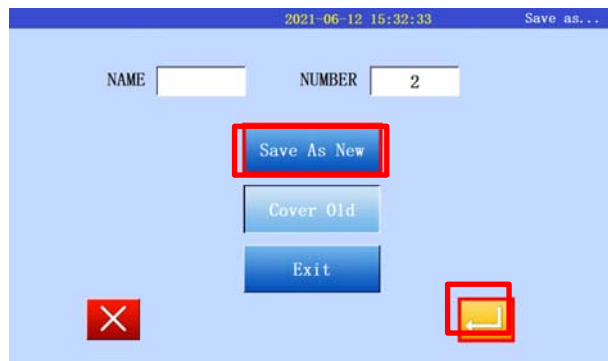 2021-06-12 15:32:33 Save as...
NAME NUMBER 2
Save As New
Cover Old
Exit